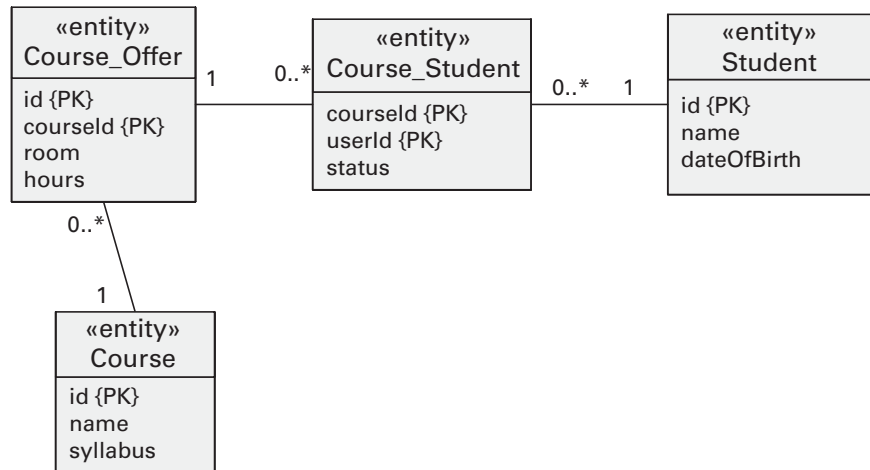 «entity»
Course_Offer
id {PK}
courseId {PK}
room
hours
1
0..*
«entity»
Course_Student
courseId {PK}
userId {PK}
status
0..*
1
«entity»
Student
id {PK}
name
dateOfBirth
0..*
1
«entity»
Course
id {PK}
name
syllabus